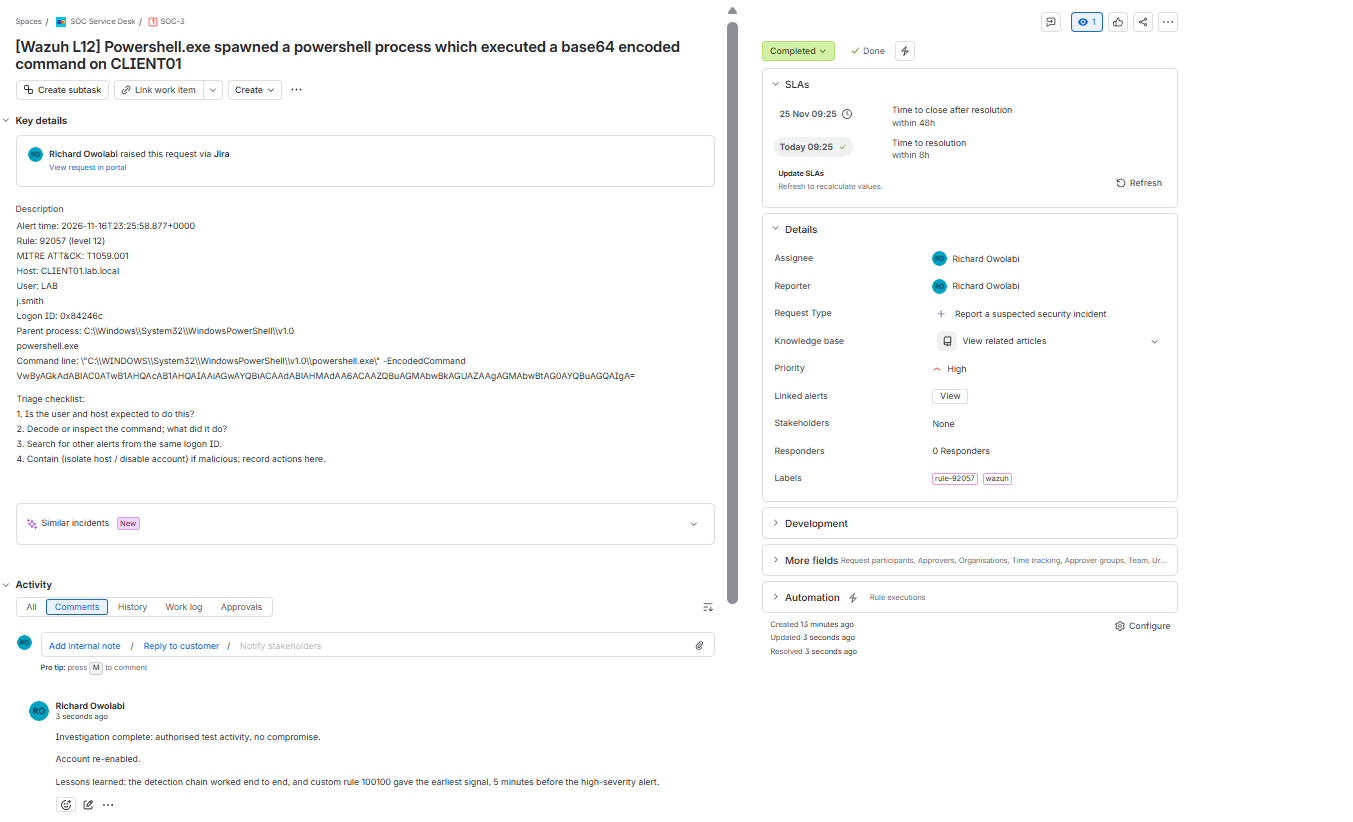 Spaces / SOC Service Desk / SOC-3
[Wazuh L12] Powershell.exe spawned a powershell process which executed a base64 encoded
command on CLIENT01
Create subtask
Link work item
Create
Key details
RO
Richard Owolabi raised this request via Jira
View request in portal
Description
Alert time: 2026-11-16T23:25:58.877+0000
Rule: 92057 (level 12)
MITRE ATT&CK: T1059.001
Host: CLIENT01.lab.local
User: LAB
j.smith
Logon ID: 0x84246c
Parent process: C:\\Windows\\System32\\WindowsPowerShell\\v1.0
powershell.exe
Command line: \"C:\\WINDOWS\\System32\\WindowsPowerShell\\v1.0\\powershell.exe\" -EncodedCommand
VwByAGkAdABlAC0ATwB1AHQAcAB1AHQAIAAiAGwAYQBiACAAdABlAHMAdAA6ACAAZQBuAGMAbwBkAGUAZAAgAGMAbwBtAG0AYQBuAGQAIgA=
Triage checklist:
1. Is the user and host expected to do this?
2. Decode or inspect the command; what did it do?
3. Search for other alerts from the same logon ID.
4. Contain (isolate host / disable account) if malicious; record actions here.
Similar incidents New
Activity
All
Comments
History
Work log
Approvals
RO
Add internal note / Reply to customer / Notify stakeholders
Pro tip: press M to comment
RO
Richard Owolabi
3 seconds ago
Investigation complete: authorised test activity, no compromise.
Account re-enabled.
Lessons learned: the detection chain worked end to end, and custom rule 100100 gave the earliest signal, 5 minutes before the high-severity alert.
1
Completed
Done
SLAs
25 Nov 09:25
Time to close after resolution
within 48h
Today 09:25
Time to resolution
within 8h
Update SLAs
Refresh to recalculate values.
Refresh
Details
Assignee
RO Richard Owolabi
Reporter
RO Richard Owolabi
Request Type
Report a suspected security incident
Knowledge base
View related articles
Priority
High
Linked alerts
View
Stakeholders
None
Responders
0 Responders
Labels
rule-92057 wazuh
Development
More fields Request participants, Approvers, Organisations, Time tracking, Approver groups, Team, Ur...
Automation Rule executions
Created 13 minutes ago
Updated 3 seconds ago
Resolved 3 seconds ago
Configure